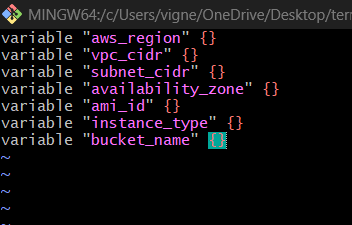 MINGW64:/c/Users/vigne/OneDrive/Desktop/ter
variable "aws_region" {}
variable "vpc_cidr" {}
variable "subnet_cidr" {}
variable "availability_zone" {}
variable "ami_id" {}
variable "instance_type" {}
variable "bucket_name" {}
~
~
~
~